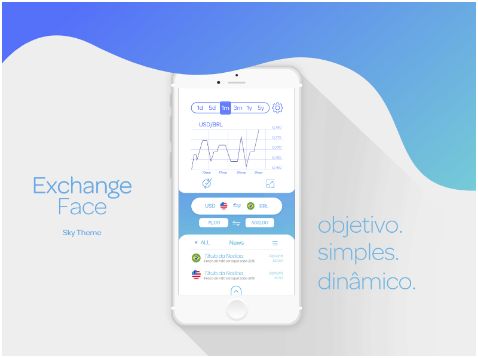 Exchange
Face
Sky Theme
1d 5d 1m 3m 1y 5y
USD/BRL
USD BRL
ALL News
Título da Notícia
Título da Notícia
objetivo.
simples.
dinâmico.